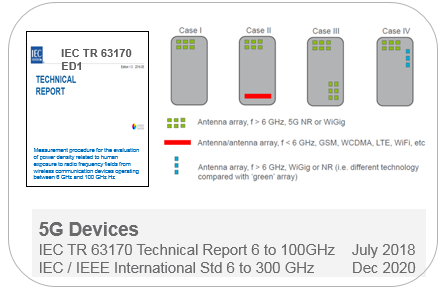 Case I
Case II
Case III
Case IV
IEC
IEC TR 63170
ED1
TECHNICAL
REPORT
Measurement procedure for the evaluation
of power density related to human
exposure to radio frequency fields from
wireless communication devices operating
between 6 GHz and 100 GHz Hz
Antenna array, f > 6 GHz, 5G NR or WiGig
Antenna/antenna array, f < 6 GHz, GSM, WCDMA, LTE, WiFi, etc
Antenna array, f > 6 GHz, WiGig or NR (i.e. different technology
compared with 'green' array)
5G Devices
IEC TR 63170 Technical Report 6 to 100GHz July 2018
IEC / IEEE International Std 6 to 300 GHz Dec 2020